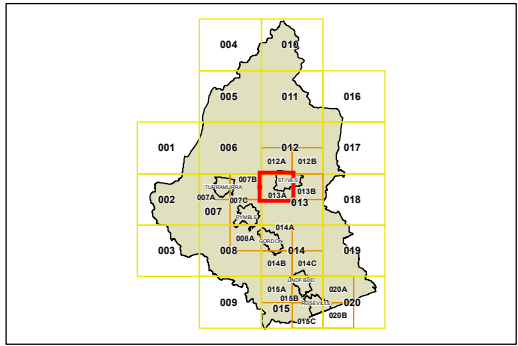 004 010
005 011 016
001 006 012 017
012A 012B
007B ST IVES
TURRAMURRA
002 007A 007C 013A 013B 018
007 013
PYMBLE
014A
008A GORDON
003 008 014 019
014B 014C
LINDFIELD
015A 020A
009 015B ROSEVILLE 020
015 020B
015C